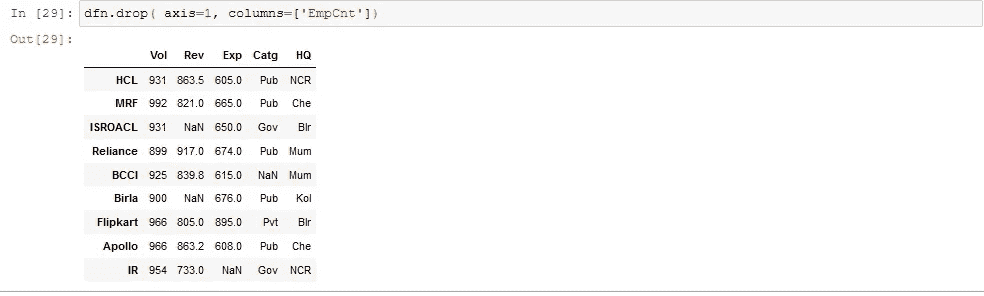 In [29]: dfn.drop( axis=1, columns=['EmpCnt'])
Out[29]:
Vol Rev Exp Catg HQ
HCL 931 863.5 605.0 Pub NCR
MRF 992 821.0 665.0 Pub Che
ISROACL 931 NaN 650.0 Gov Blr
Reliance 899 917.0 674.0 Pub Mum
BCCI 925 839.8 615.0 NaN Mum
Birla 900 NaN 676.0 Pub Kol
Flipkart 966 805.0 895.0 Pvt Blr
Apollo 966 863.2 608.0 Pub Che
IR 954 733.0 NaN Gov NCR